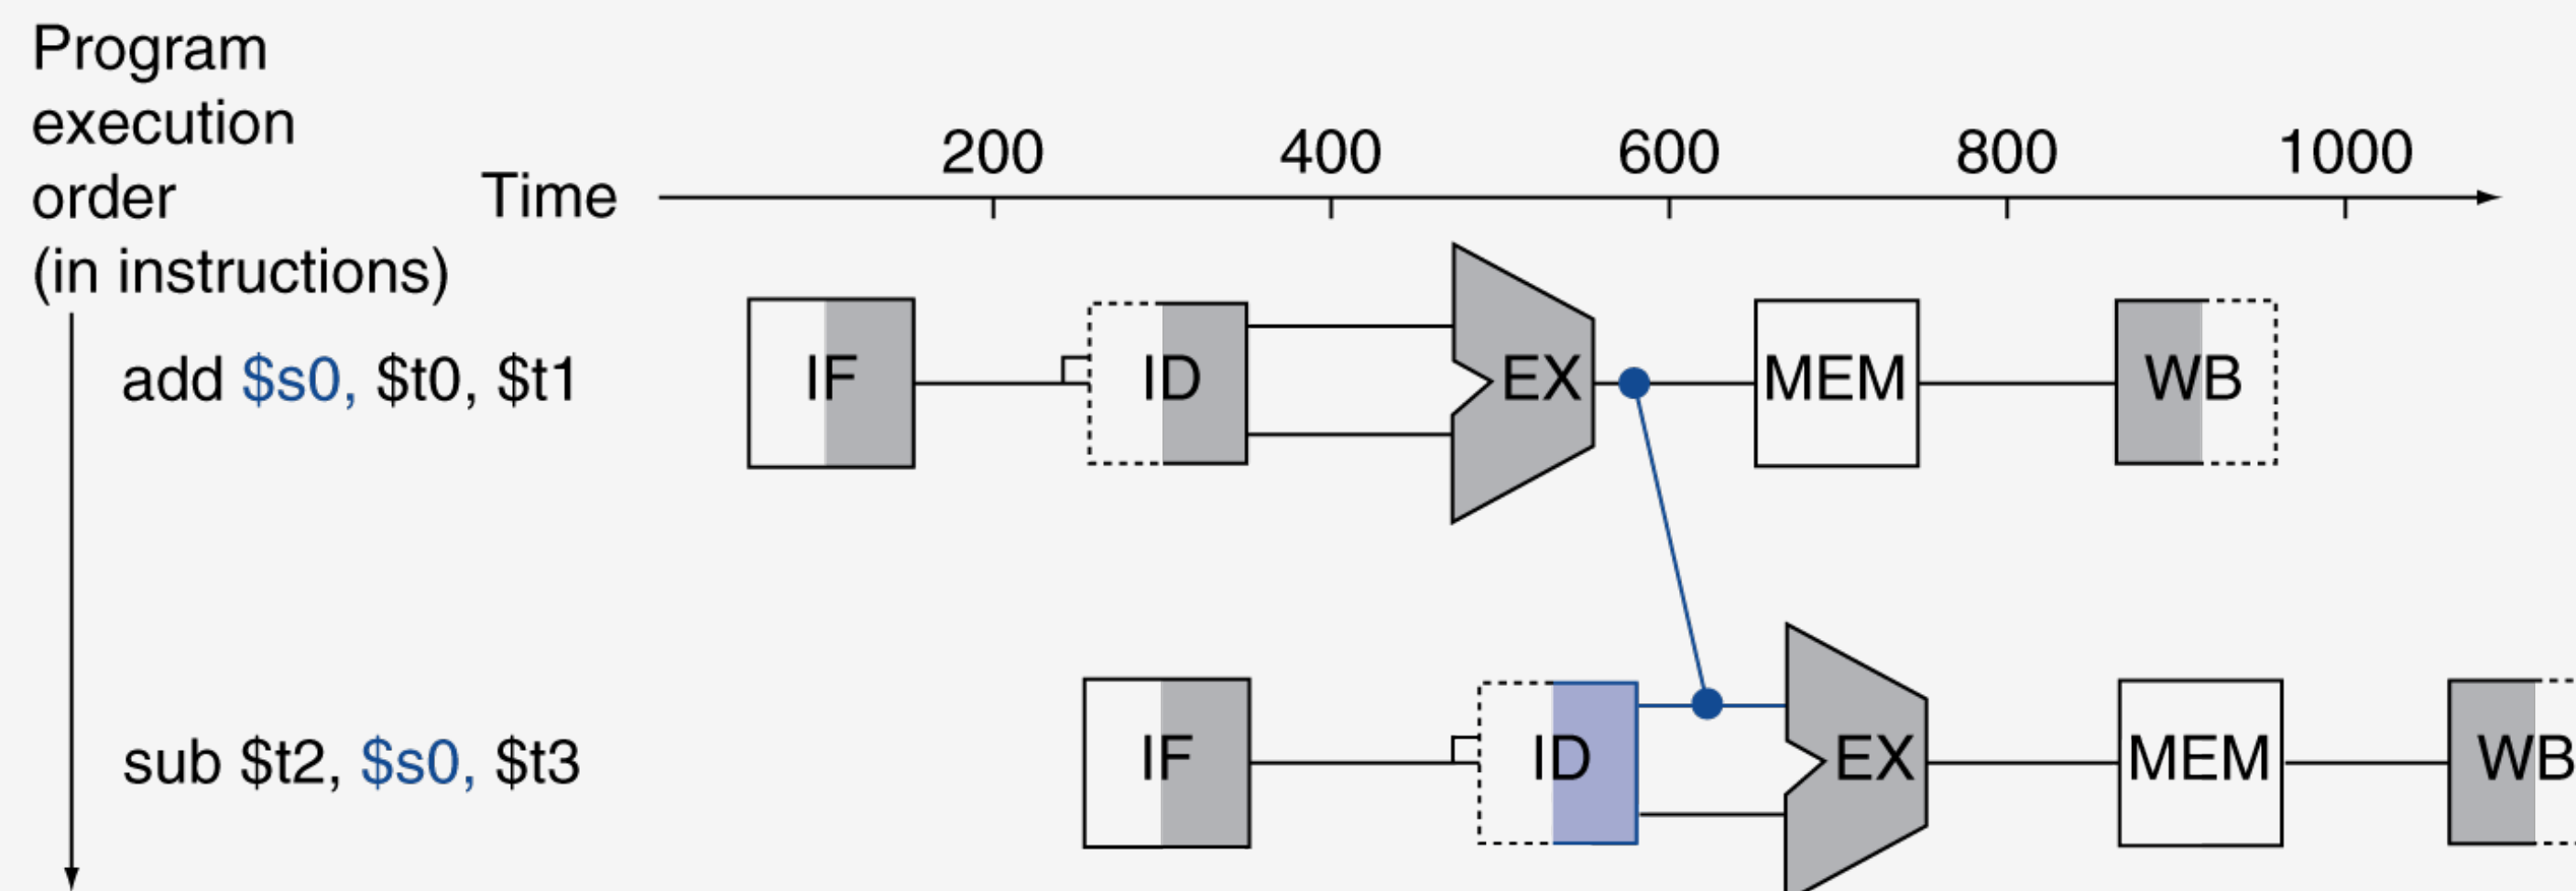 Program
execution
order
(in instructions)
Time
200 400 600 800 1000
add $s0, $t0, $t1
IF ID EX MEM WB
sub $t2, $s0, $t3
IF ID EX MEM WB